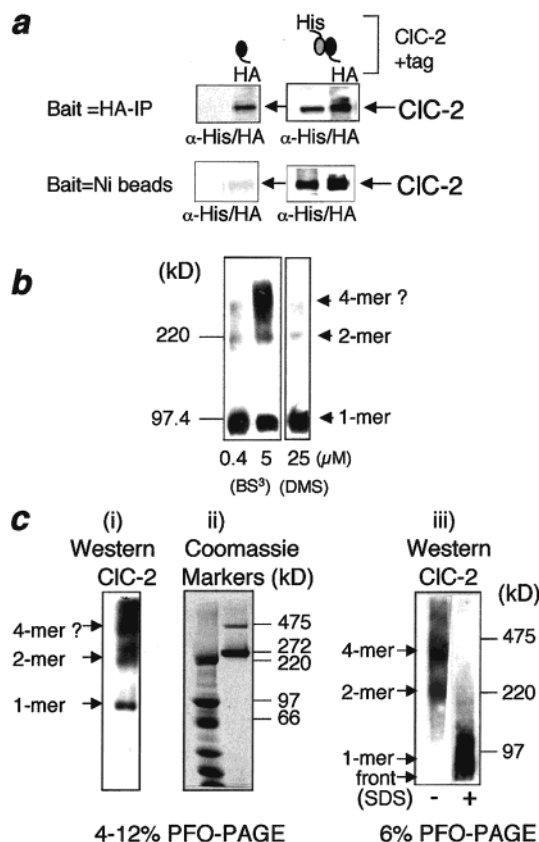 a
His
HA
HA
ClC-2
+tag
Bait =HA-IP
ClC-2
α-His/HA
α-His/HA
Bait=Ni beads
ClC-2
α-His/HA
α-His/HA
b
(kD)
4-mer ?
220
2-mer
97.4
1-mer
0.4 5 25 (µM)
(BS³) (DMS)
c
(i) ii) iii)
Western Coomassie Western
ClC-2 Markers (kD) ClC-2 (kD)
4-mer ?
475
475
4-mer
2-mer
272
220
2-mer
220
1-mer
97
66
97
1-mer
front
(SDS) - +
4-12% PFO-PAGE 6% PFO-PAGE